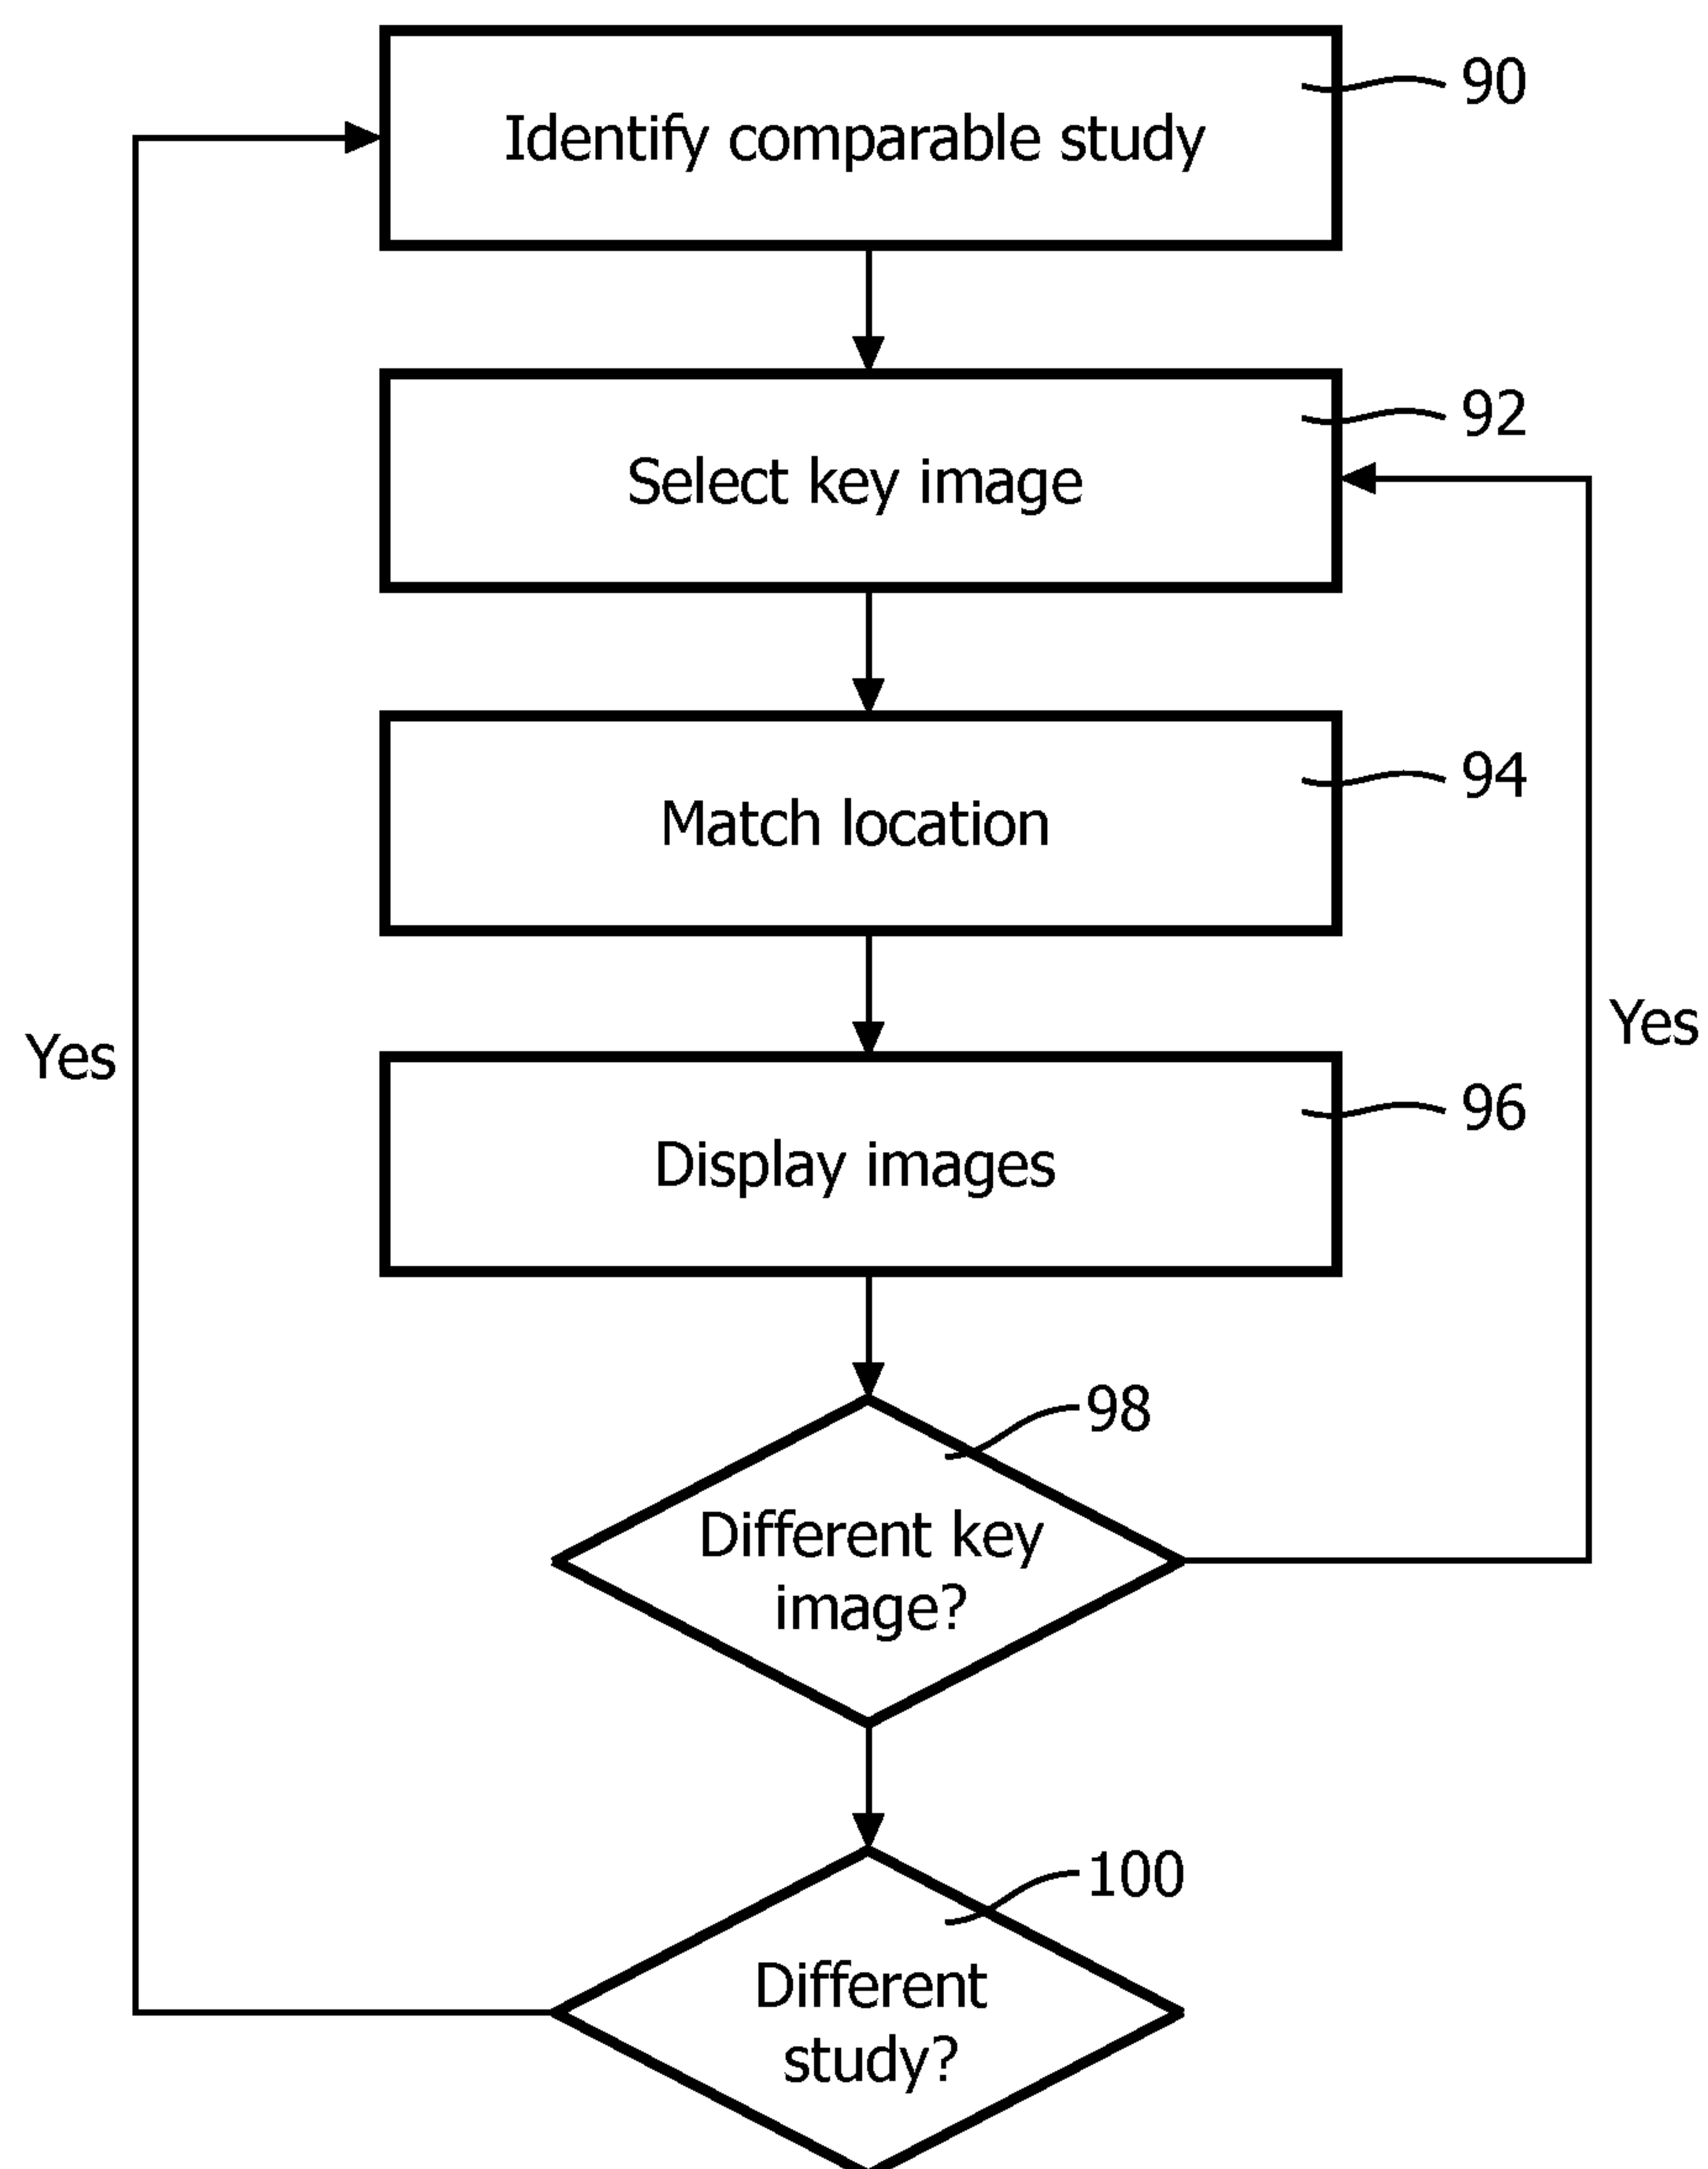 90
Identify comparable study
92
Select key image
94
Match location
Yes
Yes
96
Display images
98
Different key
image?
100
Different
study?